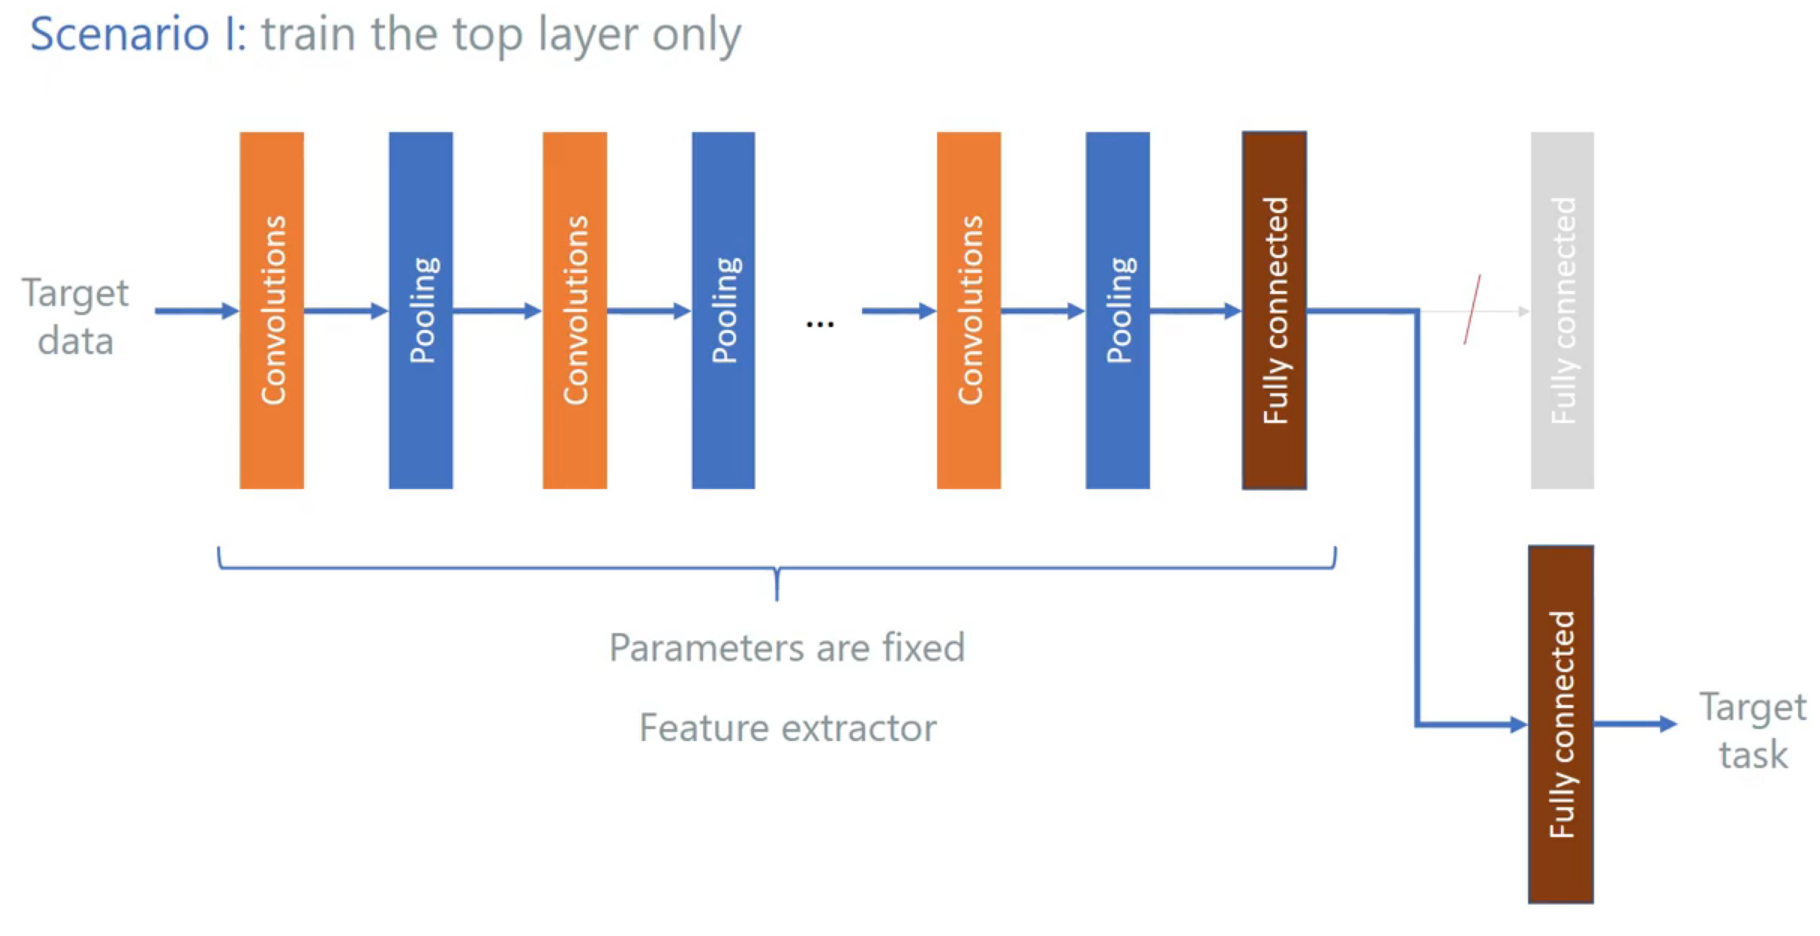 Scenario I: train the top layer only
Target
data
Convolutions
Pooling
Convolutions
Pooling
...
Convolutions
Pooling
Fully connected
Fully connected
Parameters are fixed
Feature extractor
Fully connected
Target
task